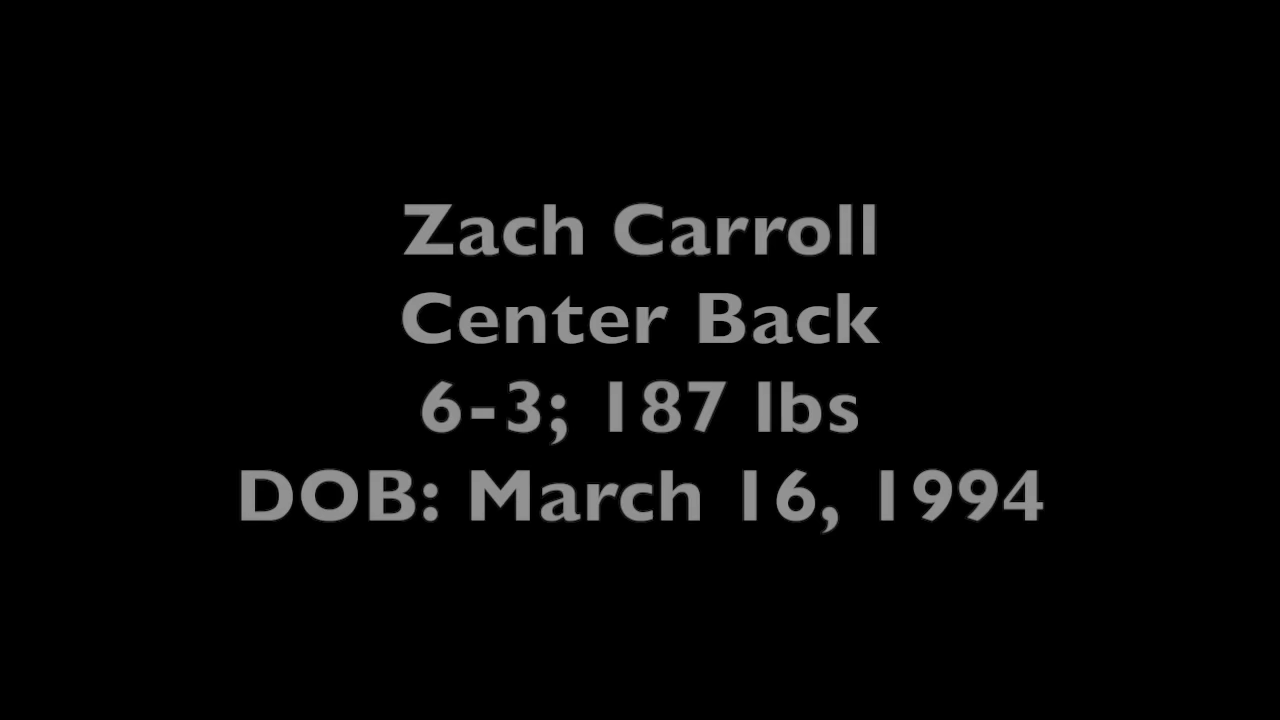 Zach Carroll
Center Back
6-3; 187 lbs
DOB: March 16, 1994